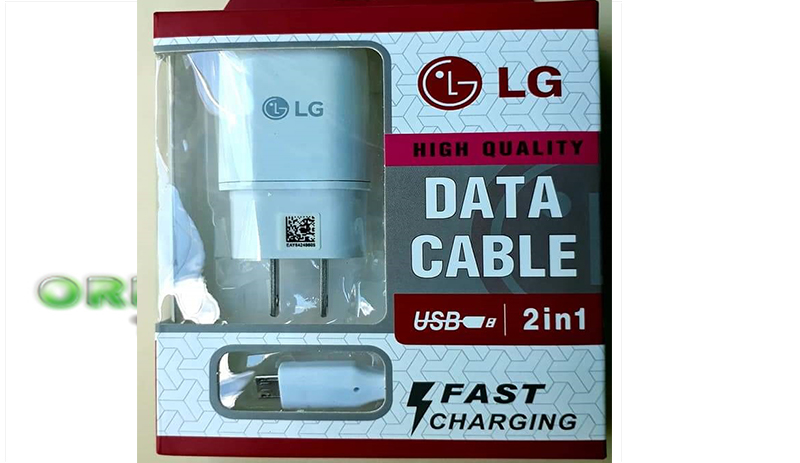 LG
LG
HIGH QUALITY
DATA
CABLE
USB | 2in1
FAST
CHARGING